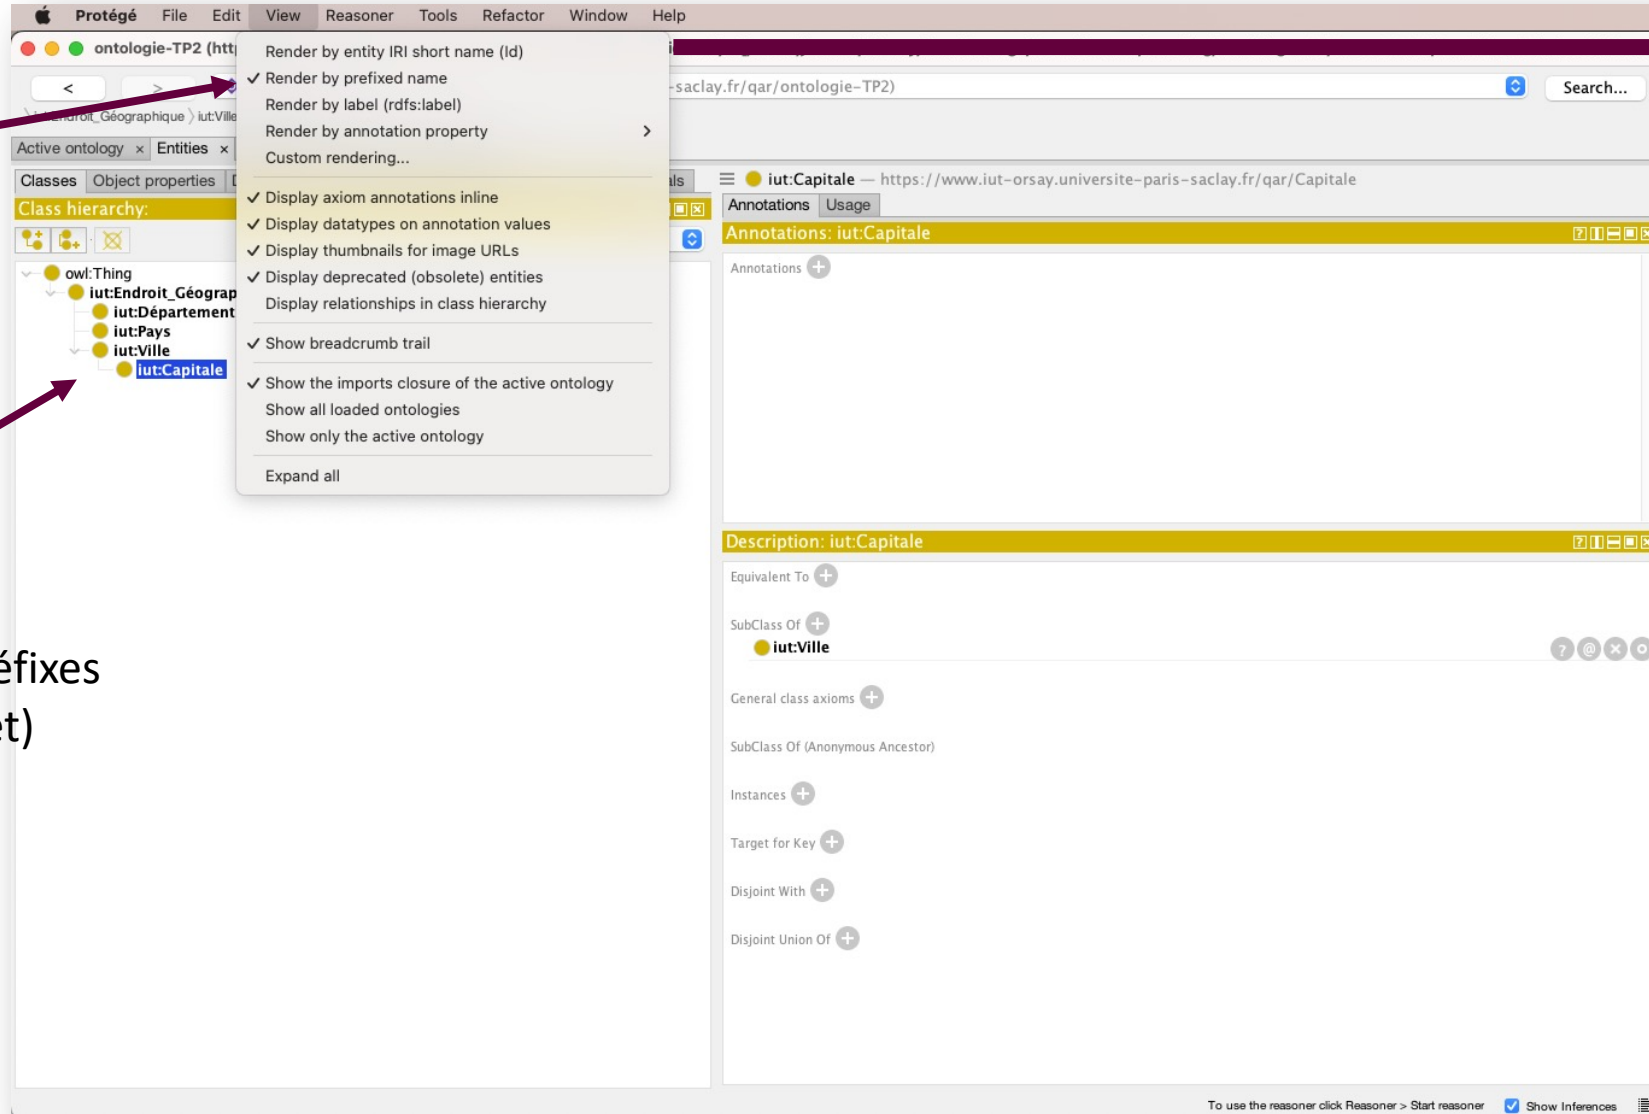 Protégé File Edit View Reasoner Tools Refactor Window Help
ontologie-TP2
< >
-saclay.fr/qar/ontologie-TP2)
Search...
Géographique iut:Ville
Active ontology × Entities ×
Classes Object properties
Class hierarchy:
owl:Thing
iut:Endroit_Géograp
iut:Département
iut:Pays
iut:Ville
iut:Capitale
Render by entity IRI short name (Id)
✓ Render by prefixed name
Render by label (rdfs:label)
Render by annotation property >
Custom rendering...
✓ Display axiom annotations inline
✓ Display datatypes on annotation values
✓ Display thumbnails for image URLs
✓ Display deprecated (obsolete) entities
Display relationships in class hierarchy
✓ Show breadcrumb trail
✓ Show the imports closure of the active ontology
Show all loaded ontologies
Show only the active ontology
Expand all
iut:Capitale — https://www.iut-orsay.universite-paris-saclay.fr/qar/Capitale
Annotations Usage
Annotations: iut:Capitale
Annotations
Description: iut:Capitale
Equivalent To
SubClass Of
iut:Ville
General class axioms
SubClass Of (Anonymous Ancestor)
Instances
Target for Key
Disjoint With
Disjoint Union Of
éfixes
et)
To use the reasoner click Reasoner > Start reasoner Show Inferences